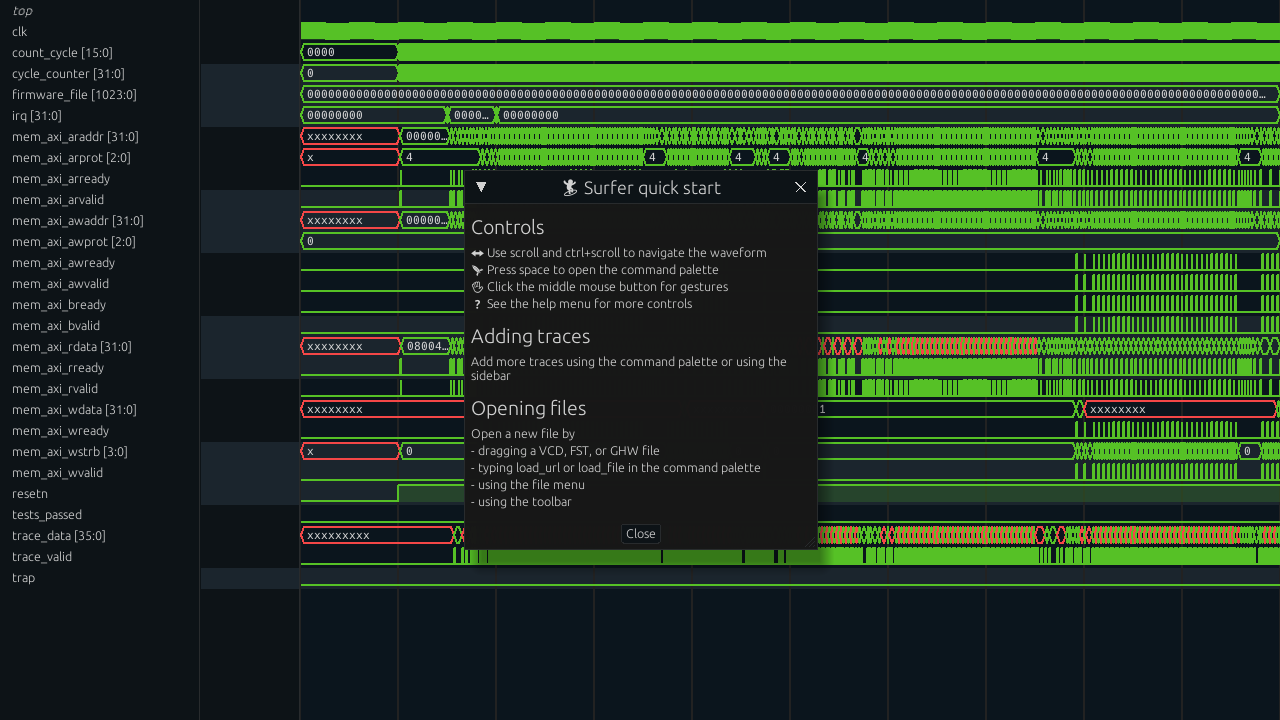 top
clk
count_cycle [15:0] 0000
cycle_counter [31:0] 0
firmware_file [1023:0]
irq [31:0] 00000000 0000… 00000000
mem_axi_araddr [31:0] xxxxxxxx 00000…
mem_axi_arprot [2:0] x 4 4 4 4 4 4 4
mem_axi_arready
mem_axi_arvalid
mem_axi_awaddr [31:0] xxxxxxxx 00000…
mem_axi_awprot [2:0] 0
mem_axi_awready
mem_axi_awvalid
mem_axi_bready
mem_axi_bvalid
mem_axi_rdata [31:0] xxxxxxxx 08004…
mem_axi_rready
mem_axi_rvalid
mem_axi_wdata [31:0] xxxxxxxx 1 xxxxxxxx
mem_axi_wready
mem_axi_wstrb [3:0] x 0 0
mem_axi_wvalid
resetn
tests_passed
trace_data [35:0] xxxxxxxxx
trace_valid
trap
Surfer quick start
Controls
Use scroll and ctrl+scroll to navigate the waveform
Press space to open the command palette
Click the middle mouse button for gestures
? See the help menu for more controls
Adding traces
Add more traces using the command palette or using the
sidebar
Opening files
Open a new file by
- dragging a VCD, FST, or GHW file
- typing load_url or load_file in the command palette
- using the file menu
- using the toolbar
Close